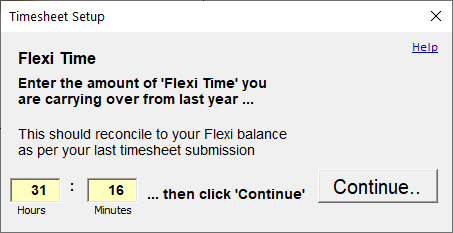 Timesheet Setup
Help
Flexi Time
Enter the amount of 'Flexi Time' you
are carrying over from last year ...
This should reconcile to your Flexi balance
as per your last timesheet submission
31 : 16 ... then click 'Continue' Continue..
Hours Minutes